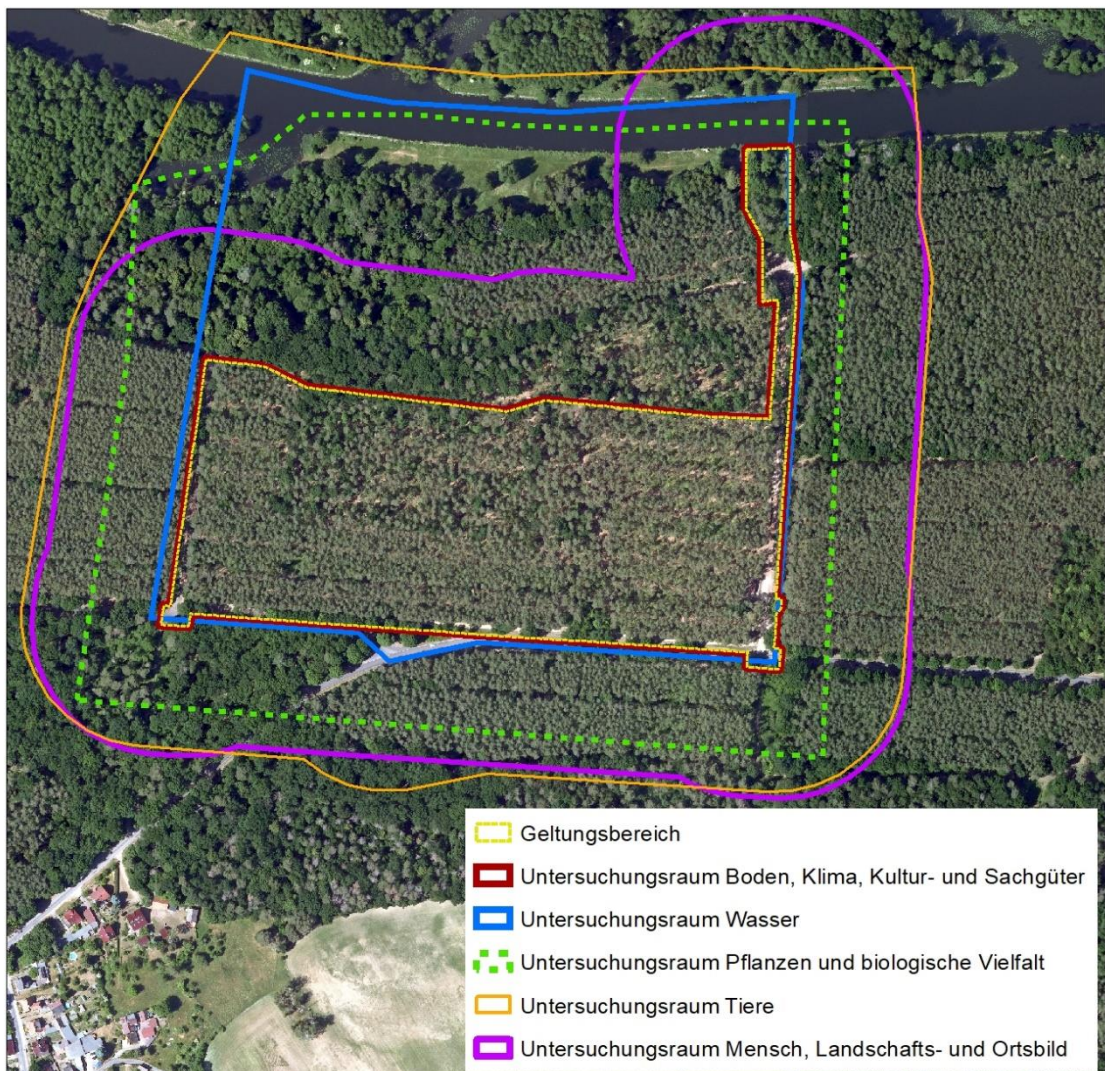 Geltungsbereich
Untersuchungsraum Boden, Klima, Kultur- und Sachgüter
Untersuchungsraum Wasser
Untersuchungsraum Pflanzen und biologische Vielfalt
Untersuchungsraum Tiere
Untersuchungsraum Mensch, Landschafts- und Ortsbild